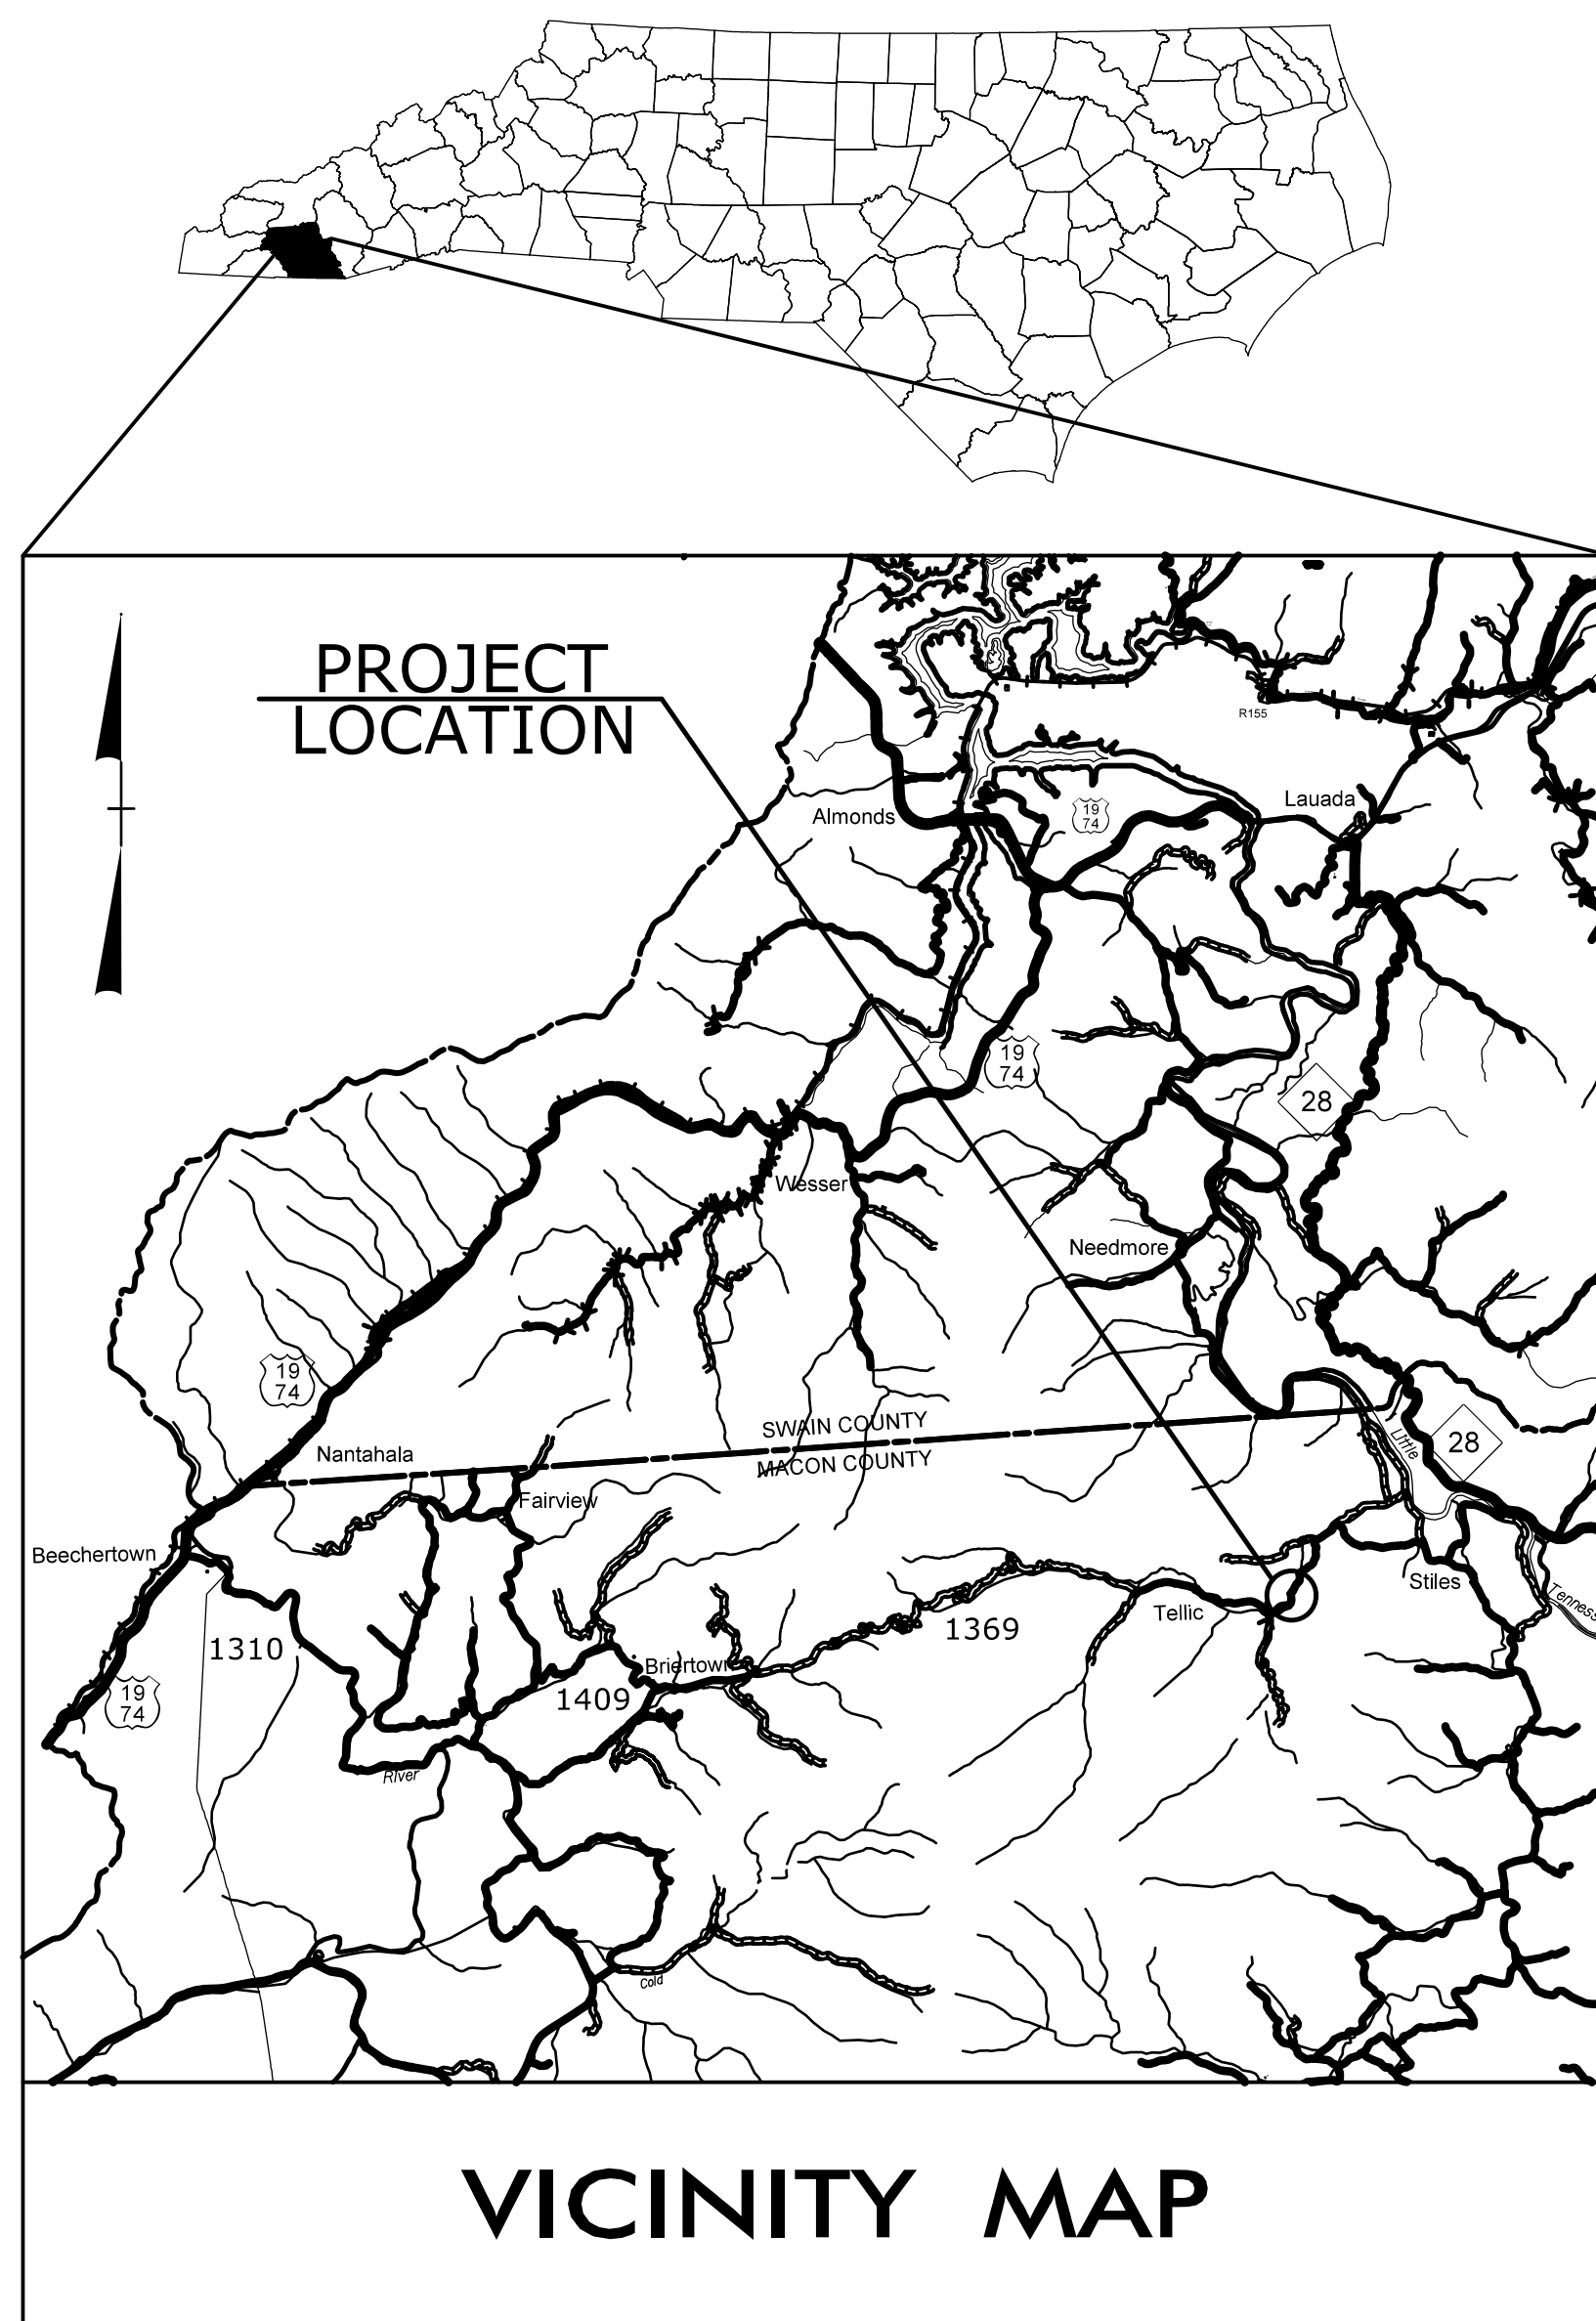 PROJECT
LOCATION
R155
Lauada
Almonds
19
74
19
74
28
Wesser
Needmore
19
74
SWAIN COUNTY
MACON COUNTY
Nantahala
Little
28
Fairview
Beechertown
Stiles
Tellic
1369
1310
Briertown
1409
19
74
River
Cold
VICINITY MAP